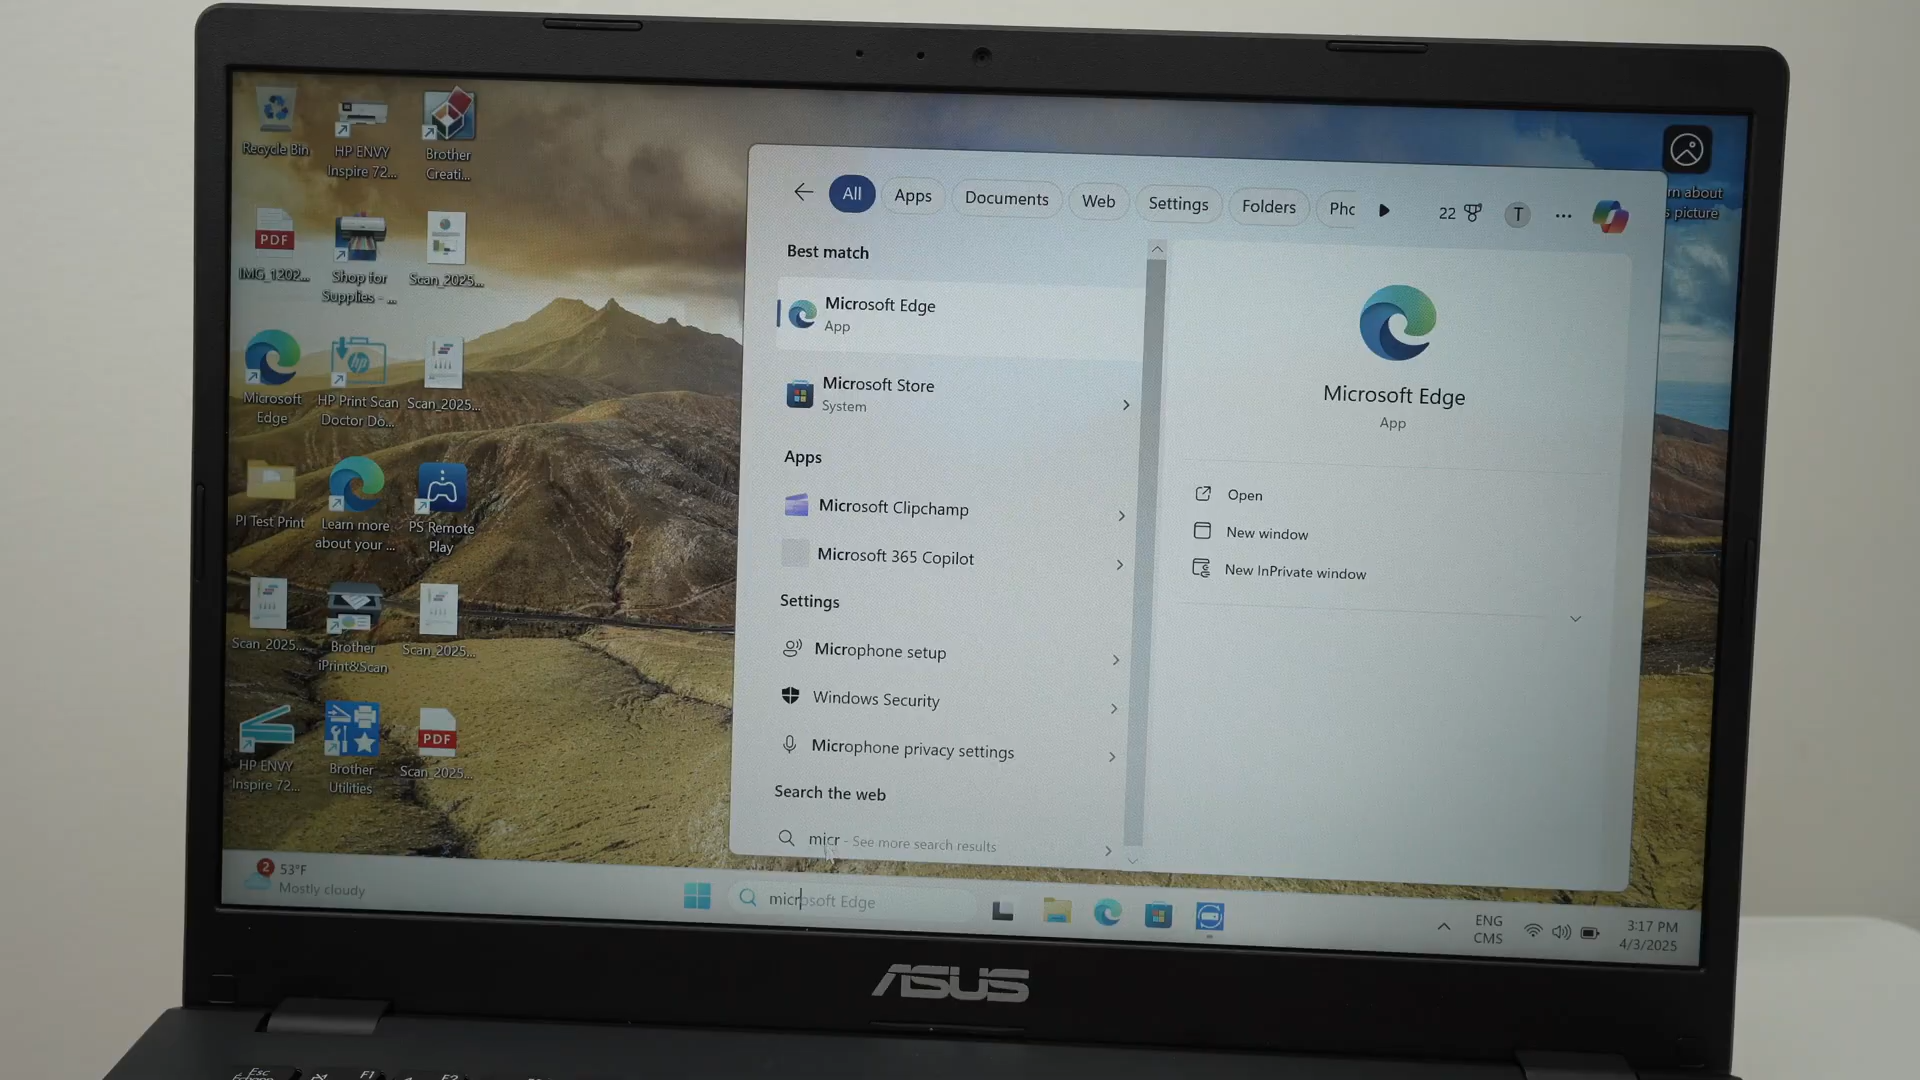 Recycle Bin
HP ENVY
Inspire 72...
Brother
Creati...
PDF
IMG_1202...
Shop for
Supplies - ...
Scan_2025...
Microsoft
Edge
hp
HP Print Scan
Doctor Do...
Scan_2025...
PI Test Print
Learn more
about your ...
PS Remote
Play
Scan_2025...
Brother
iPrint&Scan
Scan_2025...
HP ENVY
Inspire 72...
Brother
Utilities
PDF
Scan_2025...
All
Apps
Documents
Web
Settings
Folders
Pho
22
T
rn about
s picture
Best match
Microsoft Edge
App
Microsoft Store
System
Apps
Microsoft Clipchamp
Microsoft 365 Copilot
Settings
Microphone setup
Windows Security
Microphone privacy settings
Search the web
micr - See more search results
Microsoft Edge
App
Open
New window
New InPrivate window
2
53°F
Mostly cloudy
microsoft Edge
ENG
CMS
3:17 PM
4/3/2025
ASUS
Esc
F1
F2